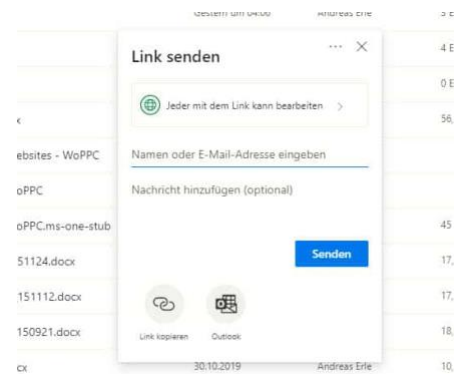 Gestern um 04:00 Andreas Erle 3 E
4 E
Link senden
0 E
Jeder mit dem Link kann bearbeiten
x 56,
ebsites - WoPPC Namen oder E-Mail-Adresse eingeben
oPPC Nachricht hinzufügen (optional)
oPPC.ms-one-stub 45
51124.docx Senden 17,
151112.docx 17,
150921.docx 18,
Link kopieren Outlook
cx 30.10.2019 Andreas Erle 10,